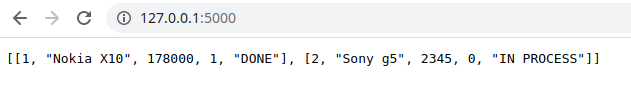 127.0.0.1:5000
[[1, "Nokia X10", 178000, 1, "DONE"], [2, "Sony g5", 2345, 0, "IN PROCESS"]]